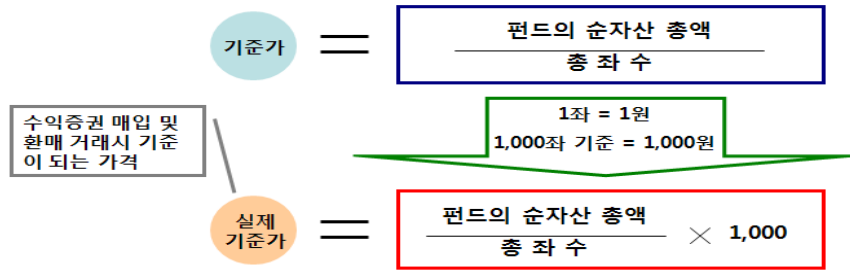 기준가
=
펀드의 순자산 총액
총 좌 수
1좌 = 1원
1,000좌 기준 = 1,000원
수익증권 매입 및
환매 거래시 기준
이 되는 가격
실제
기준가
=
펀드의 순자산 총액
총 좌 수
× 1,000